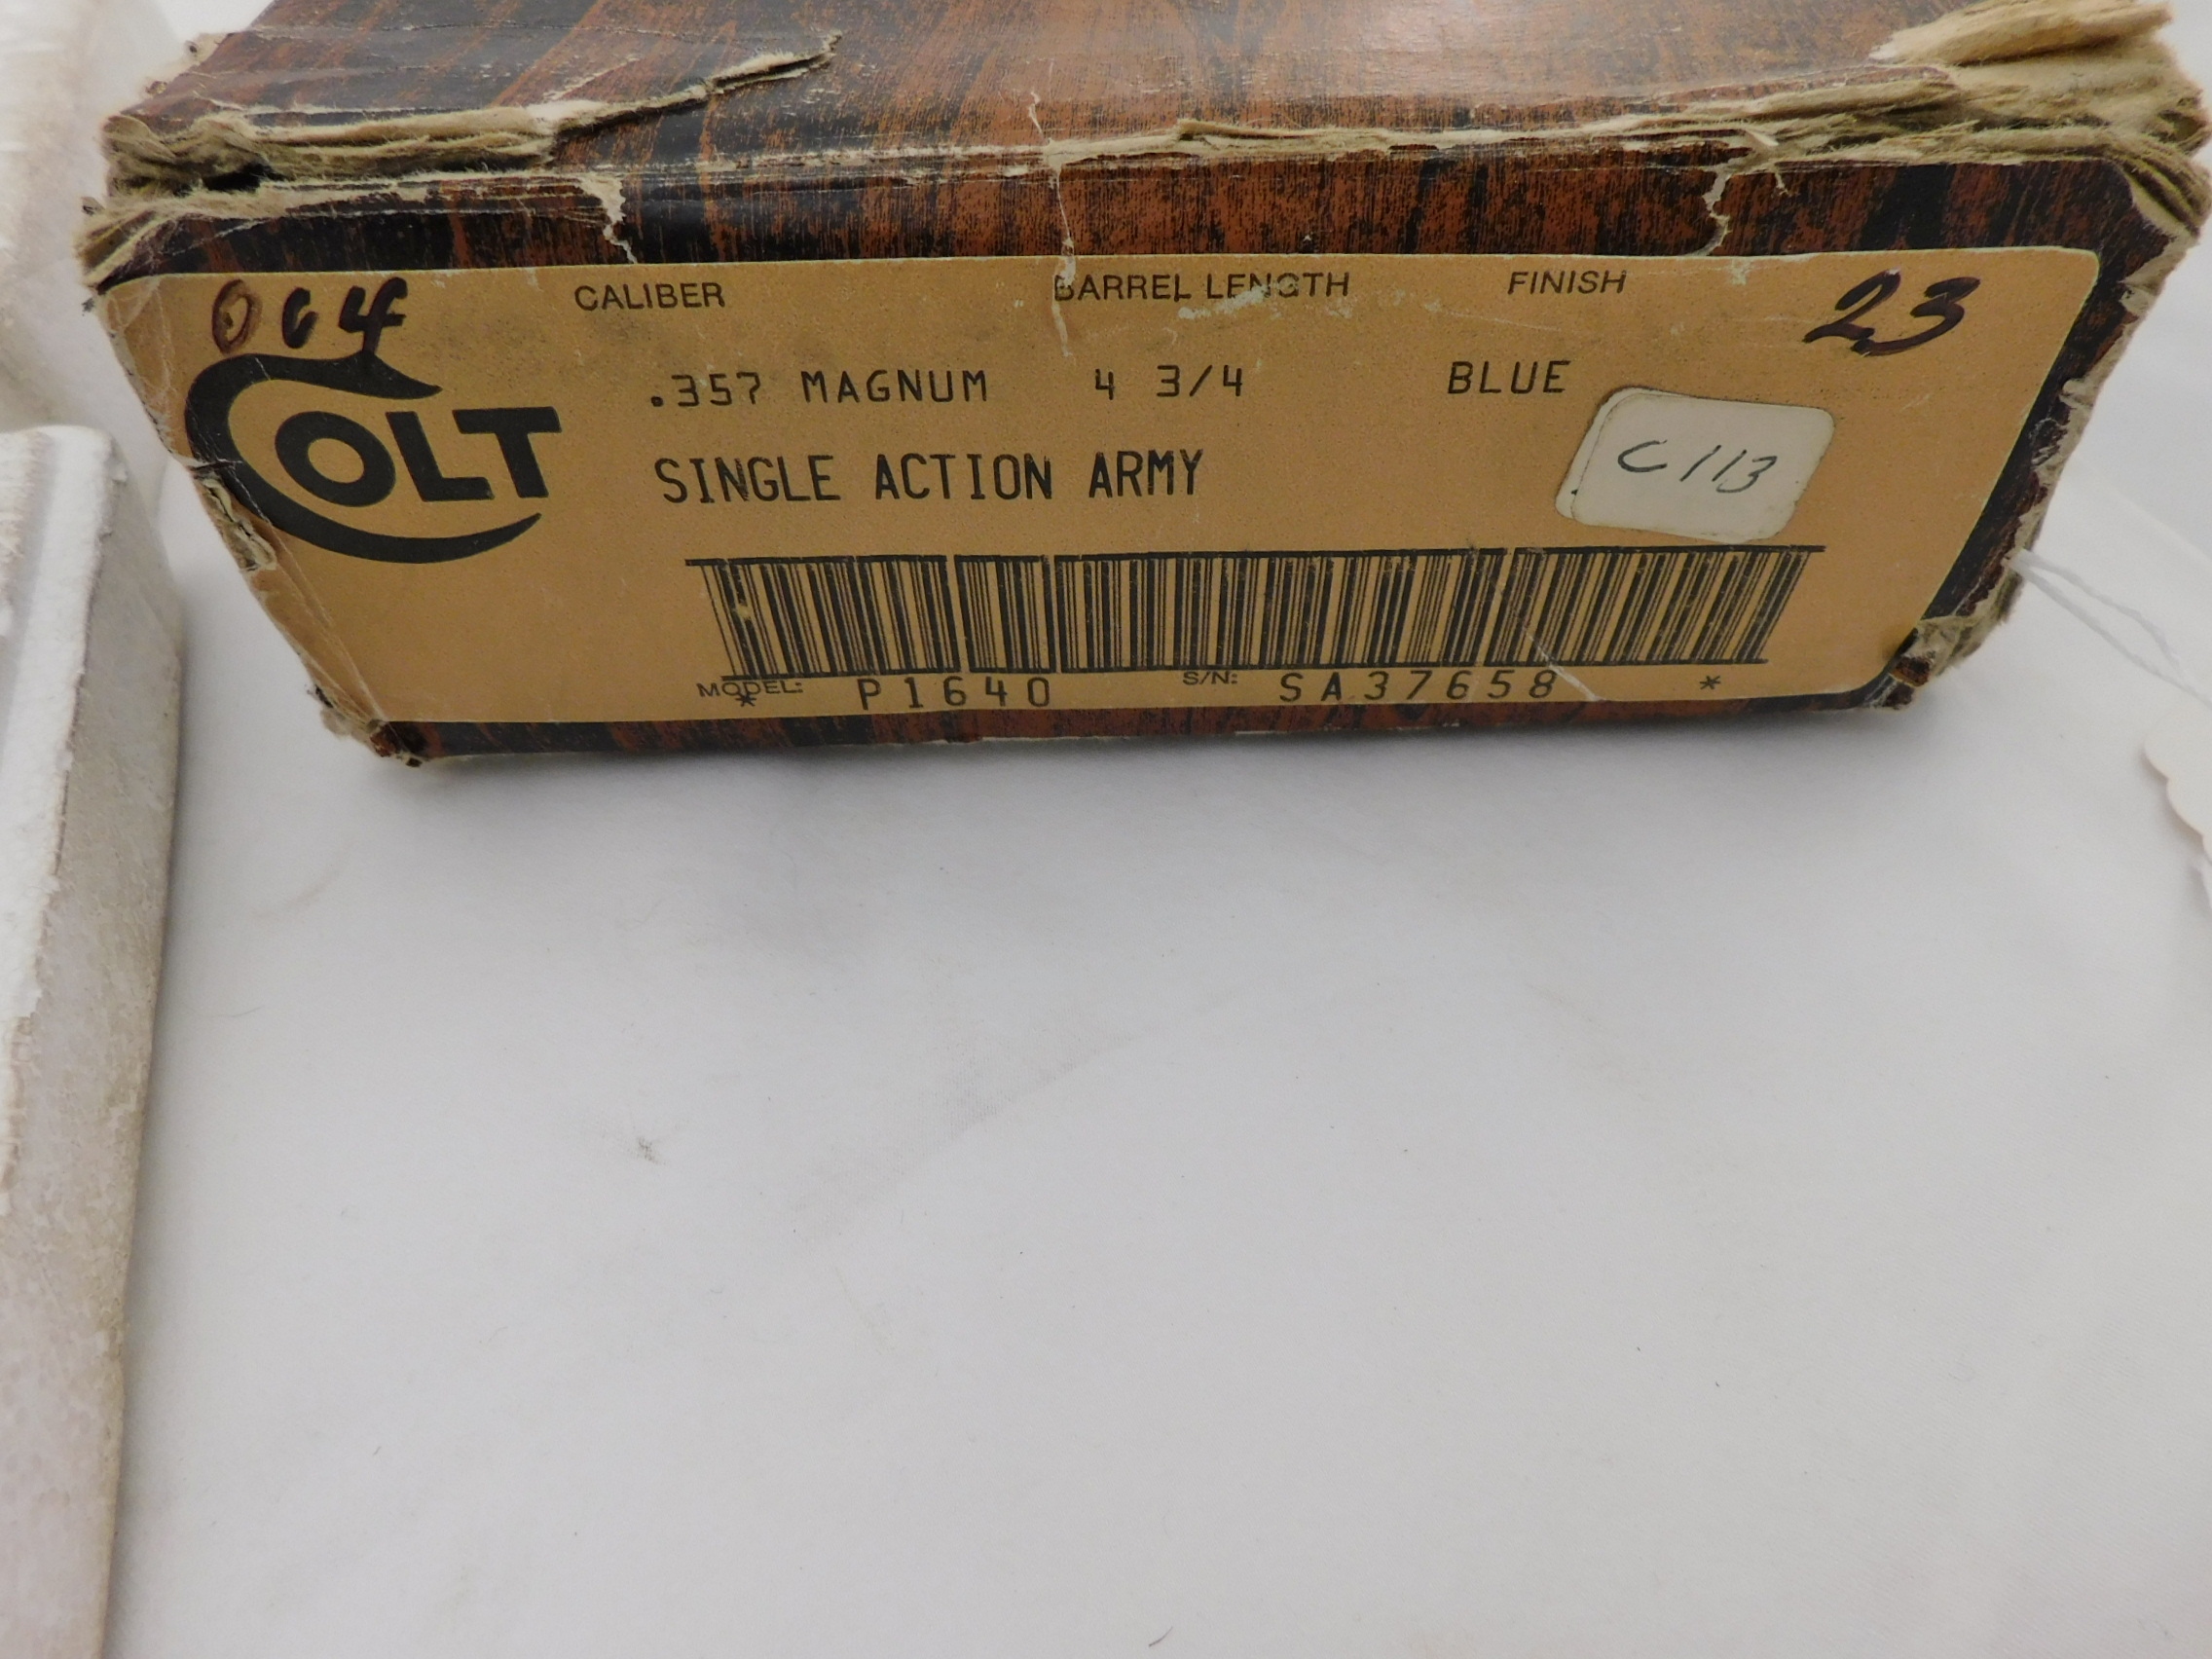 004 CALIBER BARREL LENGTH FINISH 23
.357 MAGNUM 4 3/4 BLUE
COLT SINGLE ACTION ARMY C113
MODEL: P1640 S/N: SA37658
* *